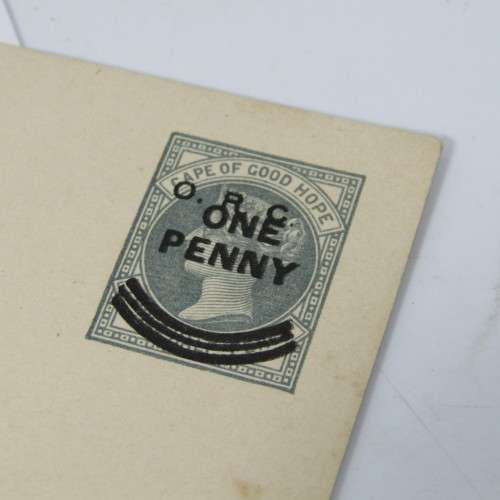 CAPE OF GOOD HOPE
O. R. C.
ONE
PENNY